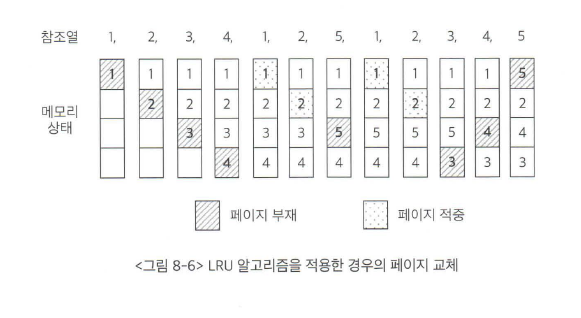 참조열 1, 2, 3, 4, 1, 2, 5, 1, 2, 3, 4, 5
1 1 1 1 1 1 1 1 1 1 1 5
메모리 상태
2 2 2 2 2 2 2 2 2 2 2
3 3 3 3 5 5 5 5 4 4
4 4 4 4 4 4 3 3 3
페이지 부재 페이지 적중
<그림 8-6> LRU 알고리즘을 적용한 경우의 페이지 교체